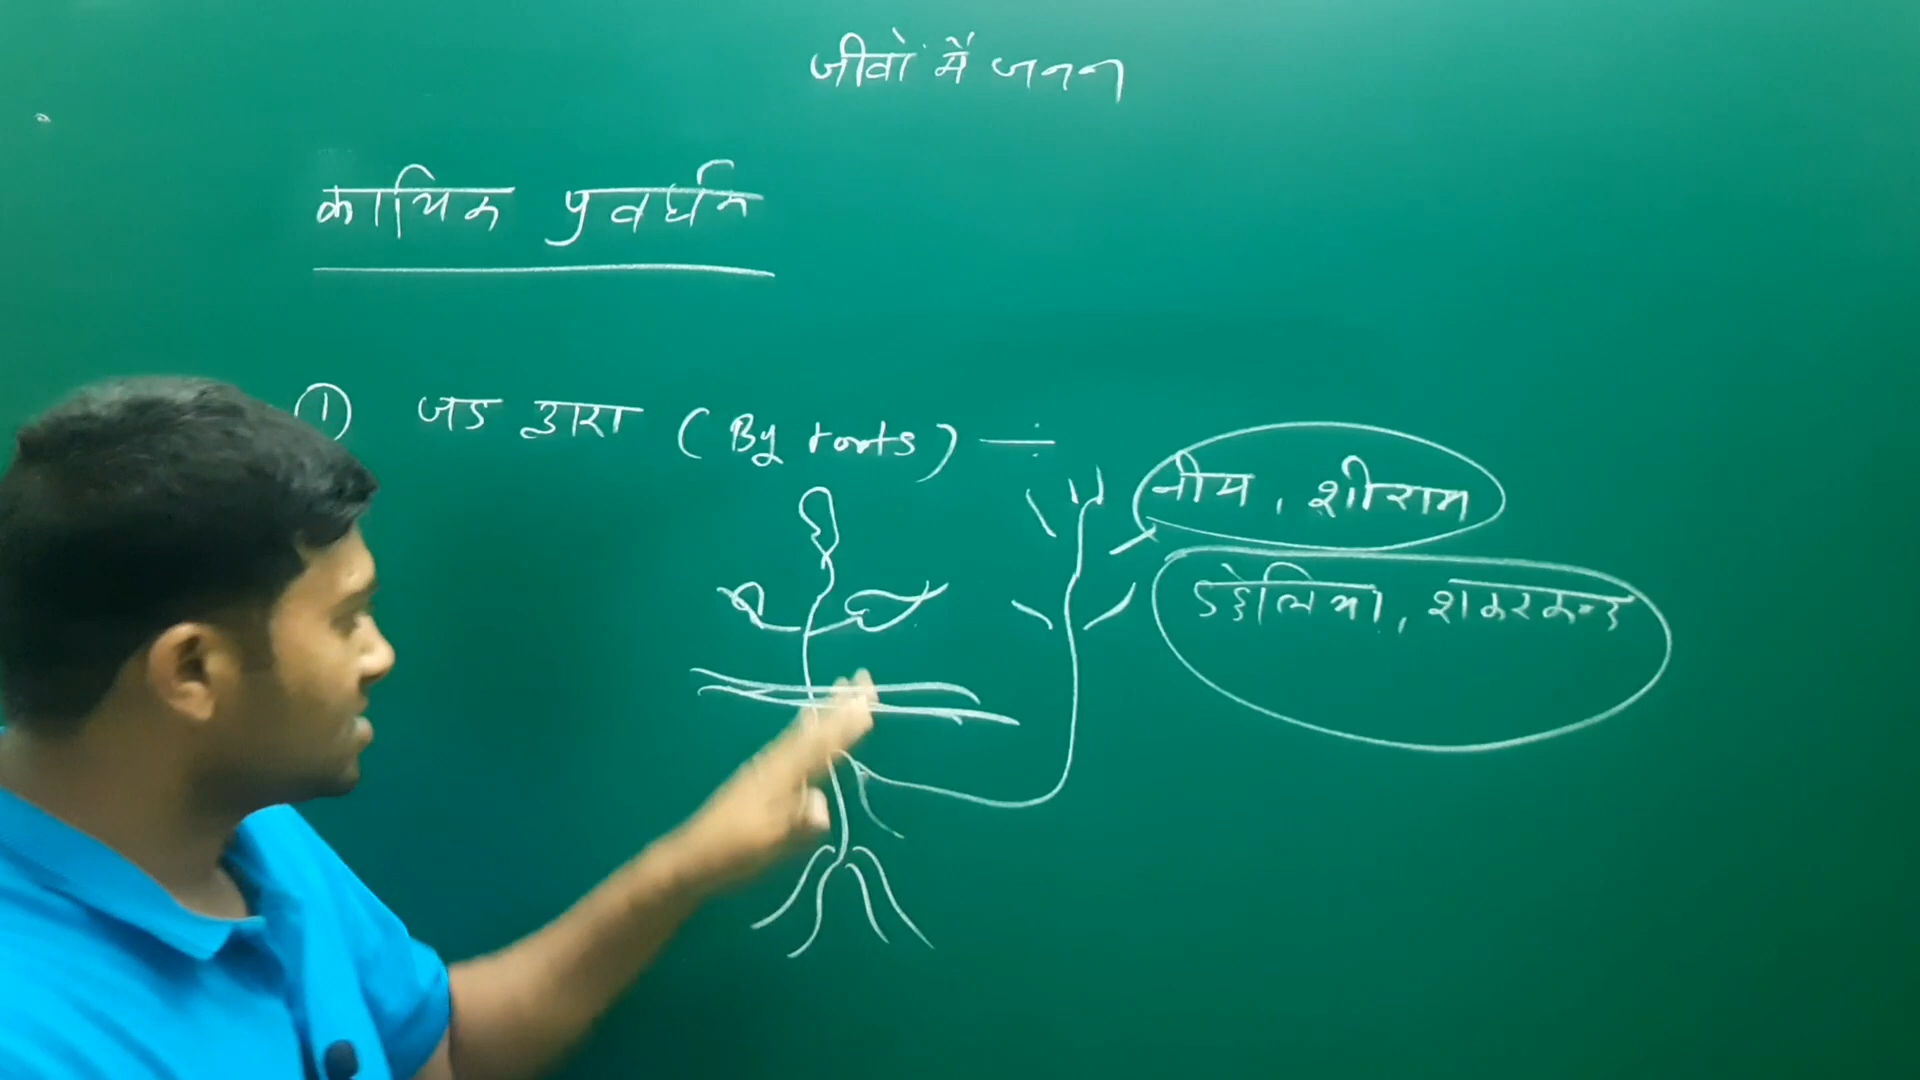 जीवों में जनन
कायिक प्रवर्धन
① जड द्वारा (By roots) ÷
नीम, शीशम
डहेलिया, शकरकन्द